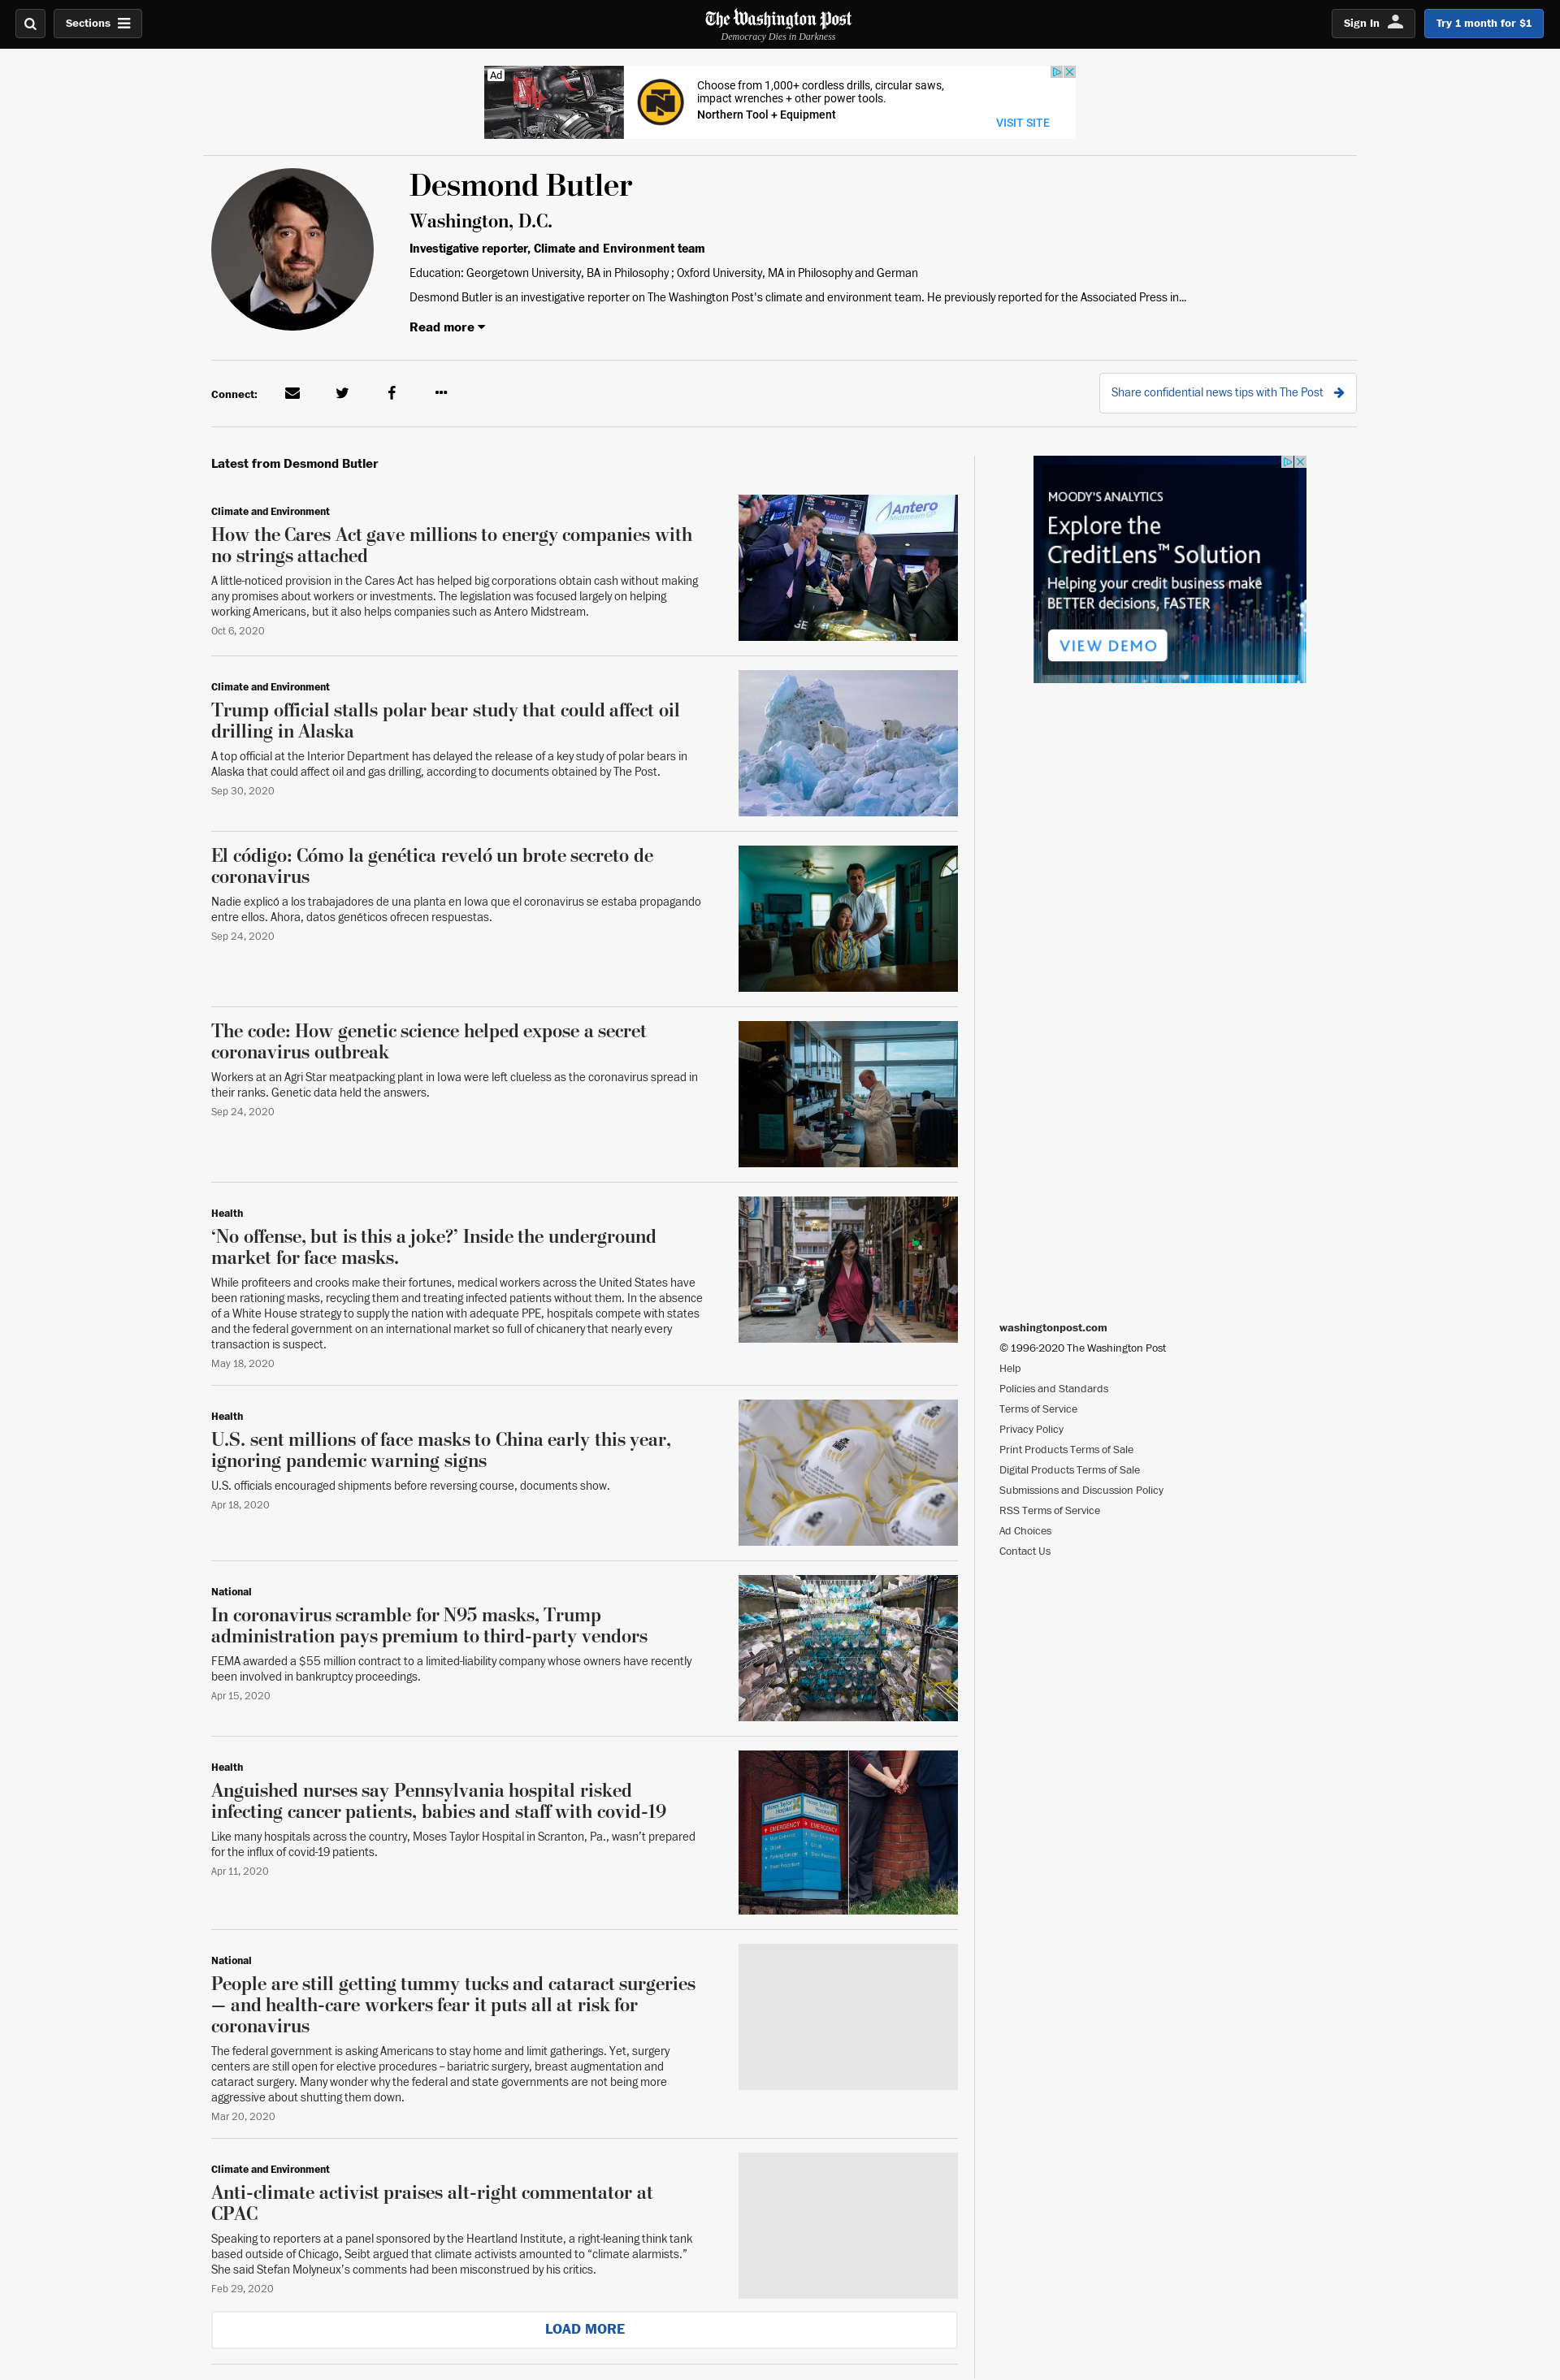 Sections
The Washington Post
Democracy Dies in Darkness
Sign In
Try 1 month for $1
Ad
Choose from 1,000+ cordless drills, circular saws,
impact wrenches + other power tools.
Northern Tool + Equipment
VISIT SITE
Desmond Butler
Washington, D.C.
Investigative reporter, Climate and Environment team
Education: Georgetown University, BA in Philosophy ; Oxford University, MA in Philosophy and German
Desmond Butler is an investigative reporter on The Washington Post's climate and environment team. He previously reported for the Associated Press in...
Read more
Connect:
Share confidential news tips with The Post
Latest from Desmond Butler
Climate and Environment
How the Cares Act gave millions to energy companies with
no strings attached
A little-noticed provision in the Cares Act has helped big corporations obtain cash without making
any promises about workers or investments. The legislation was focused largely on helping
working Americans, but it also helps companies such as Antero Midstream.
Oct 6, 2020
Antero
Midstream GP
Climate and Environment
Trump official stalls polar bear study that could affect oil
drilling in Alaska
A top official at the Interior Department has delayed the release of a key study of polar bears in
Alaska that could affect oil and gas drilling, according to documents obtained by The Post.
Sep 30, 2020
El código: Cómo la genética reveló un brote secreto de
coronavirus
Nadie explicó a los trabajadores de una planta en Iowa que el coronavirus se estaba propagando
entre ellos. Ahora, datos genéticos ofrecen respuestas.
Sep 24, 2020
The code: How genetic science helped expose a secret
coronavirus outbreak
Workers at an Agri Star meatpacking plant in Iowa were left clueless as the coronavirus spread in
their ranks. Genetic data held the answers.
Sep 24, 2020
Health
‘No offense, but is this a joke?’ Inside the underground
market for face masks.
While profiteers and crooks make their fortunes, medical workers across the United States have
been rationing masks, recycling them and treating infected patients without them. In the absence
of a White House strategy to supply the nation with adequate PPE, hospitals compete with states
and the federal government on an international market so full of chicanery that nearly every
transaction is suspect.
May 18, 2020
Health
U.S. sent millions of face masks to China early this year,
ignoring pandemic warning signs
U.S. officials encouraged shipments before reversing course, documents show.
Apr 18, 2020
National
In coronavirus scramble for N95 masks, Trump
administration pays premium to third-party vendors
FEMA awarded a $55 million contract to a limited-liability company whose owners have recently
been involved in bankruptcy proceedings.
Apr 15, 2020
Health
Anguished nurses say Pennsylvania hospital risked
infecting cancer patients, babies and staff with covid-19
Like many hospitals across the country, Moses Taylor Hospital in Scranton, Pa., wasn’t prepared
for the influx of covid-19 patients.
Apr 11, 2020
Moses Taylor
Hospital
EMERGENCY
EMERGENCY
National
People are still getting tummy tucks and cataract surgeries
— and health-care workers fear it puts all at risk for
coronavirus
The federal government is asking Americans to stay home and limit gatherings. Yet, surgery
centers are still open for elective procedures – bariatric surgery, breast augmentation and
cataract surgery. Many wonder why the federal and state governments are not being more
aggressive about shutting them down.
Mar 20, 2020
Climate and Environment
Anti-climate activist praises alt-right commentator at
CPAC
Speaking to reporters at a panel sponsored by the Heartland Institute, a right-leaning think tank
based outside of Chicago, Seibt argued that climate activists amounted to “climate alarmists.”
She said Stefan Molyneux’s comments had been misconstrued by his critics.
Feb 29, 2020
LOAD MORE
MOODY'S ANALYTICS
Explore the
CreditLens™ Solution
Helping your credit business make
BETTER decisions, FASTER
VIEW DEMO
washingtonpost.com
© 1996-2020 The Washington Post
Help
Policies and Standards
Terms of Service
Privacy Policy
Print Products Terms of Sale
Digital Products Terms of Sale
Submissions and Discussion Policy
RSS Terms of Service
Ad Choices
Contact Us